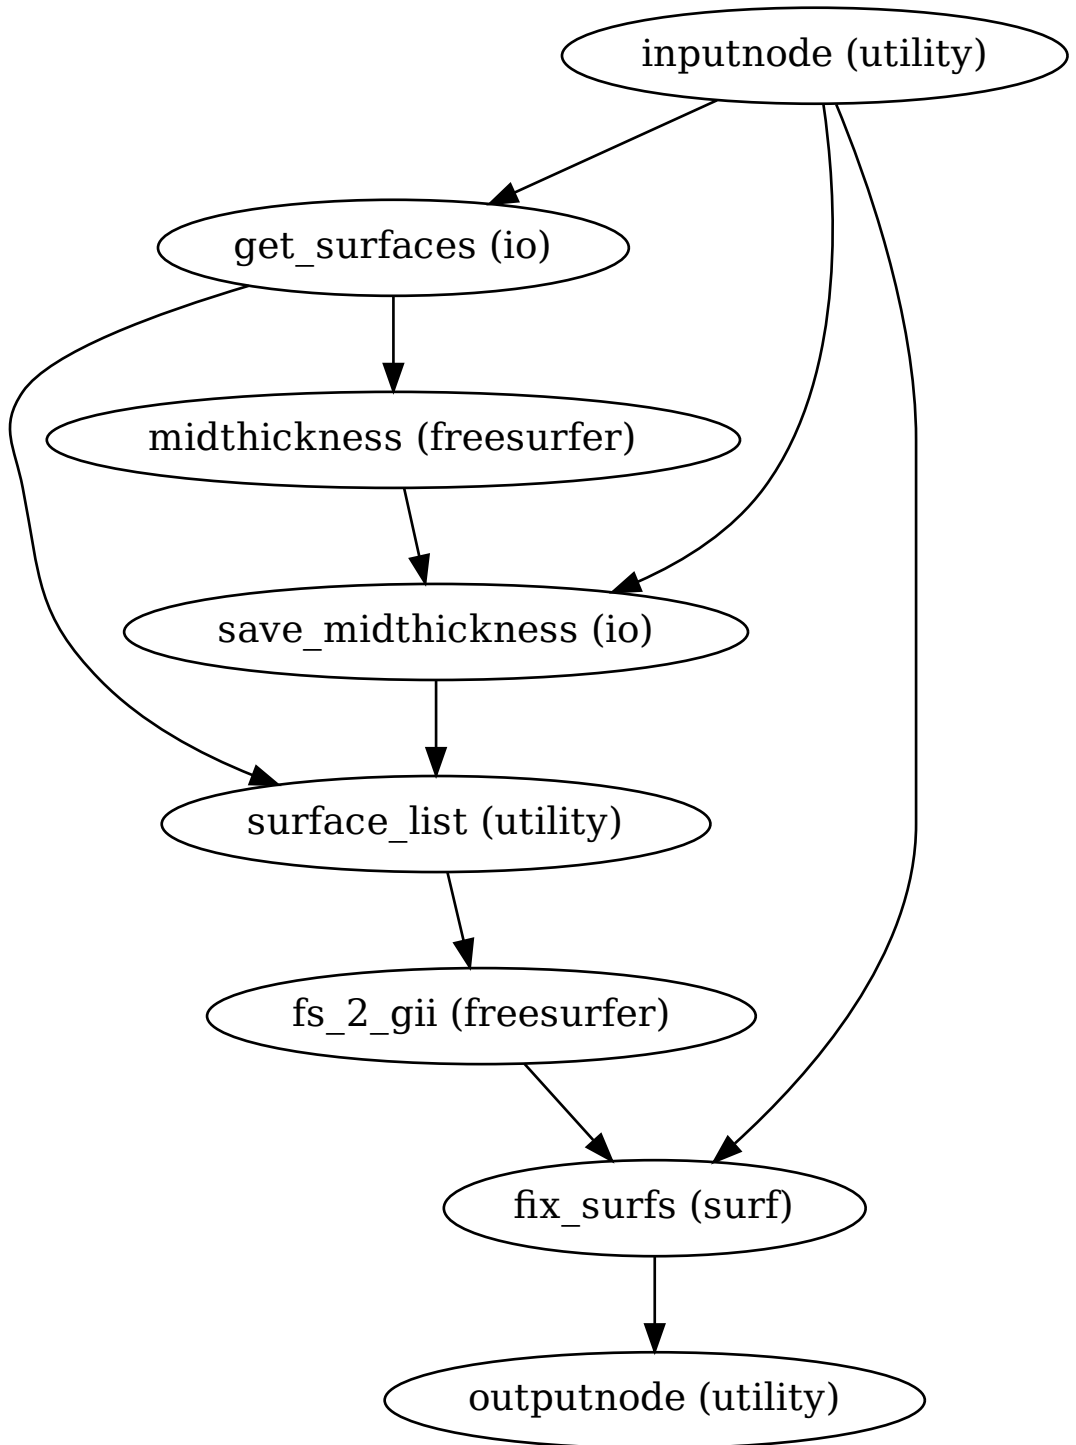 inputnode (utility)
get_surfaces (io)
midthickness (freesurfer)
save_midthickness (io)
surface_list (utility)
fs_2_gii (freesurfer)
fix_surfs (surf)
outputnode (utility)